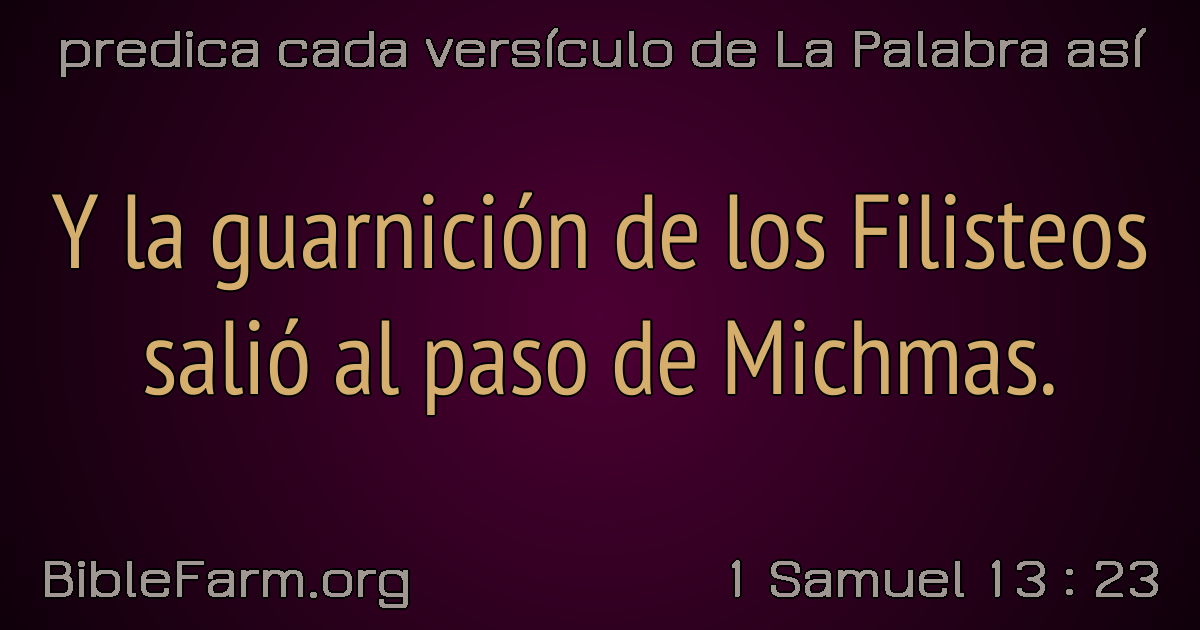 predica cada versículo de La Palabra así
Y la guarnición de los Filisteos
salió al paso de Michmas.
BibleFarm.org
1 Samuel 13 : 23